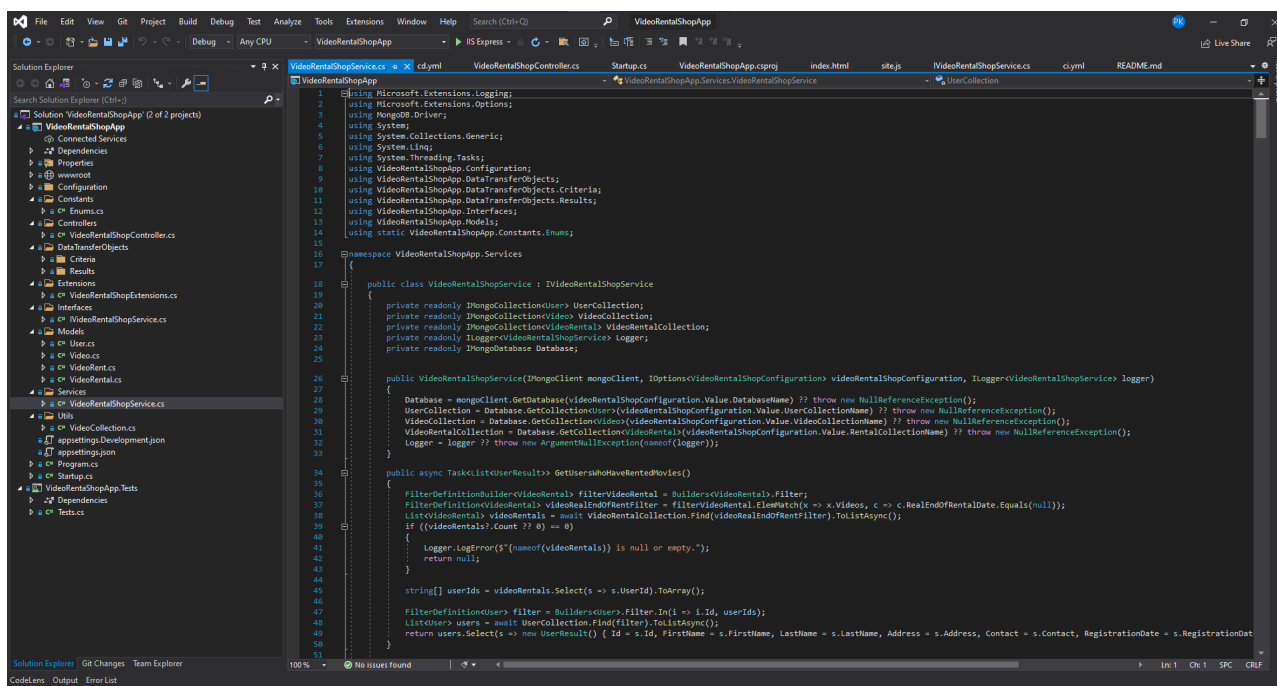 File Edit View Git Project Build Debug Test Analyze Tools Extensions Window Help Search (Ctrl+Q) VideoRentalShopApp PK
Debug Any CPU VideoRentalShopApp IIS Express Live Share
Solution Explorer
Search Solution Explorer (Ctrl+;)
Solution 'VideoRentalShopApp' (2 of 2 projects)
VideoRentalShopApp
Connected Services
Dependencies
Properties
wwwroot
Configuration
Constants
C# Enums.cs
Controllers
C# VideoRentalShopController.cs
DataTransferObjects
Criteria
Results
Extensions
C# VideoRentalShopExtensions.cs
Interfaces
C# IVideoRentalShopService.cs
Models
C# User.cs
C# Video.cs
C# VideoRent.cs
C# VideoRental.cs
Services
C# VideoRentalShopService.cs
Utils
C# VideoCollection.cs
appsettings.Development.json
appsettings.json
C# Program.cs
C# Startup.cs
VideoRentaShopApp.Tests
Dependencies
C# Tests.cs
Solution Explorer Git Changes Team Explorer
VideoRentalShopService.cs cd.yml VideoRentalShopController.cs Startup.cs VideoRentalShopApp.csproj index.html site.js IVideoRentalShopService.cs ci.yml README.md
VideoRentalShopApp VideoRentalShopApp.Services.VideoRentalShopService UserCollection
1 using Microsoft.Extensions.Logging;
2 using Microsoft.Extensions.Options;
3 using MongoDB.Driver;
4 using System;
5 using System.Collections.Generic;
6 using System.Linq;
7 using System.Threading.Tasks;
8 using VideoRentalShopApp.Configuration;
9 using VideoRentalShopApp.DataTransferObjects;
10 using VideoRentalShopApp.DataTransferObjects.Criteria;
11 using VideoRentalShopApp.DataTransferObjects.Results;
12 using VideoRentalShopApp.Interfaces;
13 using VideoRentalShopApp.Models;
14 using static VideoRentalShopApp.Constants.Enums;
15
16 namespace VideoRentalShopApp.Services
17 {
18 public class VideoRentalShopService : IVideoRentalShopService
19 {
20 private readonly IMongoCollection<User> UserCollection;
21 private readonly IMongoCollection<Video> VideoCollection;
22 private readonly IMongoCollection<VideoRental> VideoRentalCollection;
23 private readonly ILogger<VideoRentalShopService> Logger;
24 private readonly IMongoDatabase Database;
25
26 public VideoRentalShopService(IMongoClient mongoClient, IOptions<VideoRentalShopConfiguration> videoRentalShopConfiguration, ILogger<VideoRentalShopService> logger)
27 {
28 Database = mongoClient.GetDatabase(videoRentalShopConfiguration.Value.DatabaseName) ?? throw new NullReferenceException();
29 UserCollection = Database.GetCollection<User>(videoRentalShopConfiguration.Value.UserCollectionName) ?? throw new NullReferenceException();
30 VideoCollection = Database.GetCollection<Video>(videoRentalShopConfiguration.Value.VideoCollectionName) ?? throw new NullReferenceException();
31 VideoRentalCollection = Database.GetCollection<VideoRental>(videoRentalShopConfiguration.Value.RentalCollectionName) ?? throw new NullReferenceException();
32 Logger = logger ?? throw new ArgumentNullException(nameof(logger));
33 }
34 public async Task<List<UserResult>> GetUsersWhoHaveRentedMovies()
35 {
36 FilterDefinitionBuilder<VideoRental> filterVideoRental = Builders<VideoRental>.Filter;
37 FilterDefinition<VideoRental> videoRealEndOfRentFilter = filterVideoRental.ElemMatch(x => x.Videos, c => c.RealEndOfRentalDate.Equals(null));
38 List<VideoRental> videoRentals = await VideoRentalCollection.Find(videoRealEndOfRentFilter).ToListAsync();
39 if ((videoRentals?.Count ?? 0) == 0)
40 {
41 Logger.LogError($"{nameof(videoRentals)} is null or empty.");
42 return null;
43 }
44
45 string[] userIds = videoRentals.Select(s => s.UserId).ToArray();
46
47 FilterDefinition<User> filter = Builders<User>.Filter.In(i => i.Id, userIds);
48 List<User> users = await UserCollection.Find(filter).ToListAsync();
49 return users.Select(s => new UserResult() { Id = s.Id, FirstName = s.FirstName, LastName = s.LastName, Address = s.Address, Contact = s.Contact, RegistrationDate = s.RegistrationDat
50 }
51
100 % No issues found Ln: 1 Ch: 1 SPC CRLF
CodeLens Output Error List